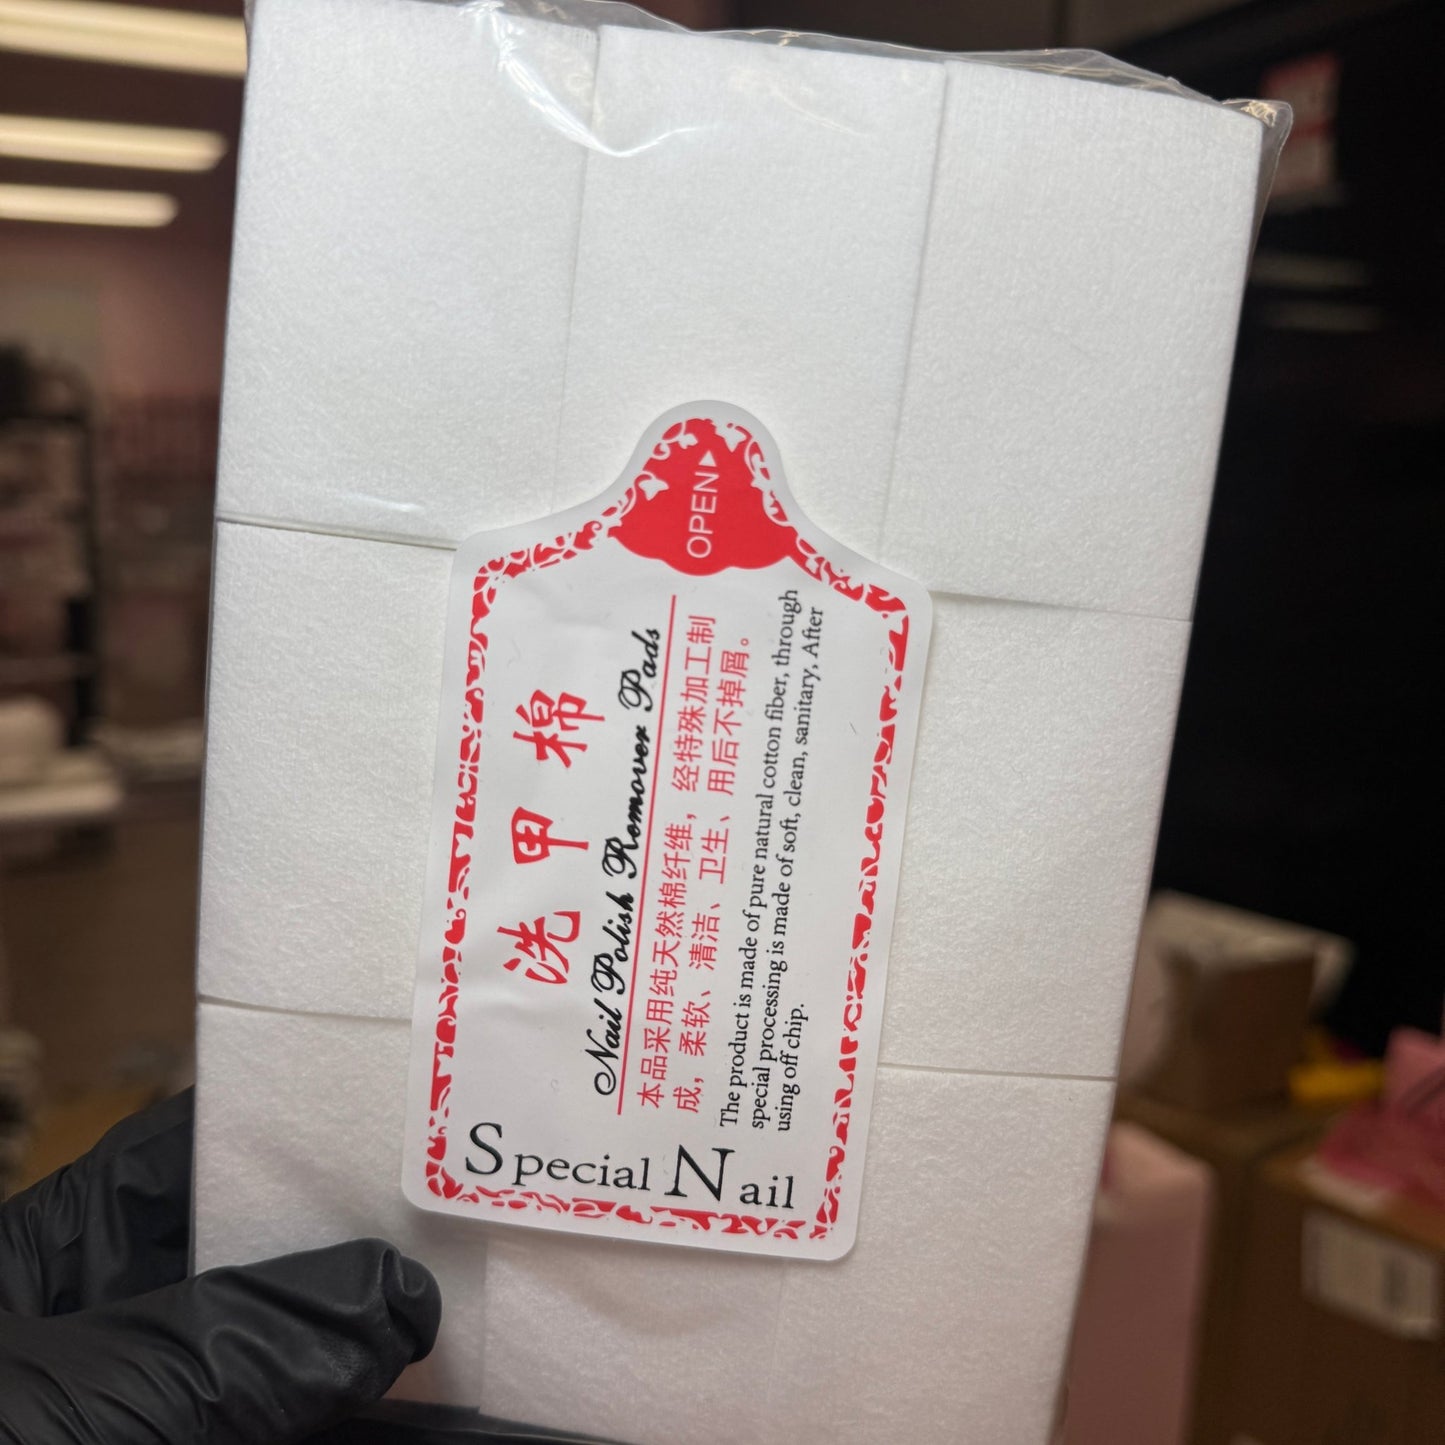 OPEN
洗甲棉
Nail Polish Remover Pads
本品采用纯天然棉纤维，经特殊加工制
成，柔软、清洁、卫生、用后不掉屑。
The product is made of pure natural cotton fiber, through
special processing is made of soft, clean, sanitary, After
using off chip.
Special Nail